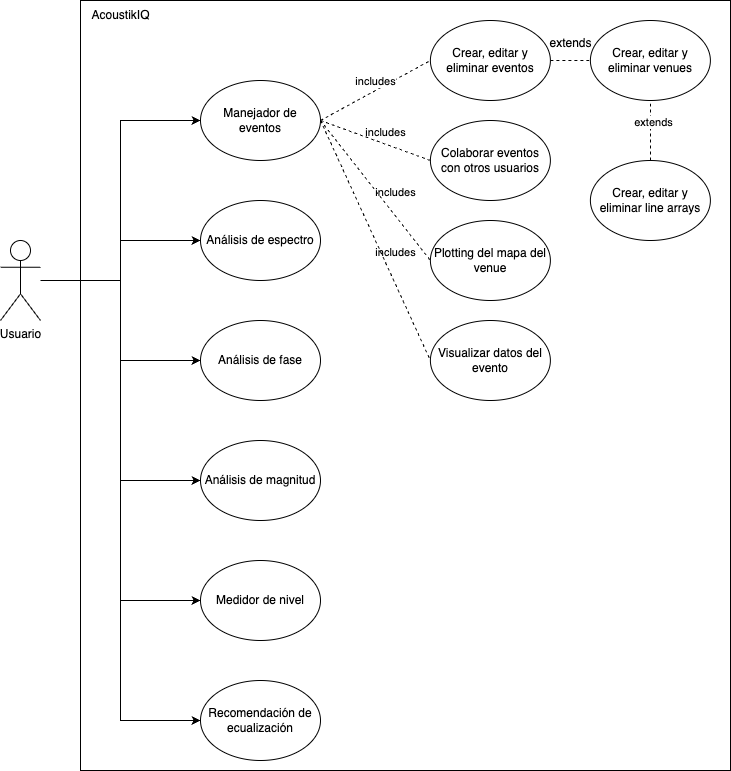 AcoustikIQ
Crear, editar y
eliminar eventos
extends
Crear, editar y
eliminar venues
includes
Manejador de
eventos
includes
extends
Colaborar eventos
con otros usuarios
includes
Crear, editar y
eliminar line arrays
Análisis de espectro
includes
Plotting del mapa del
venue
Usuario
Análisis de fase
Visualizar datos del
evento
Análisis de magnitud
Medidor de nivel
Recomendación de
ecualización